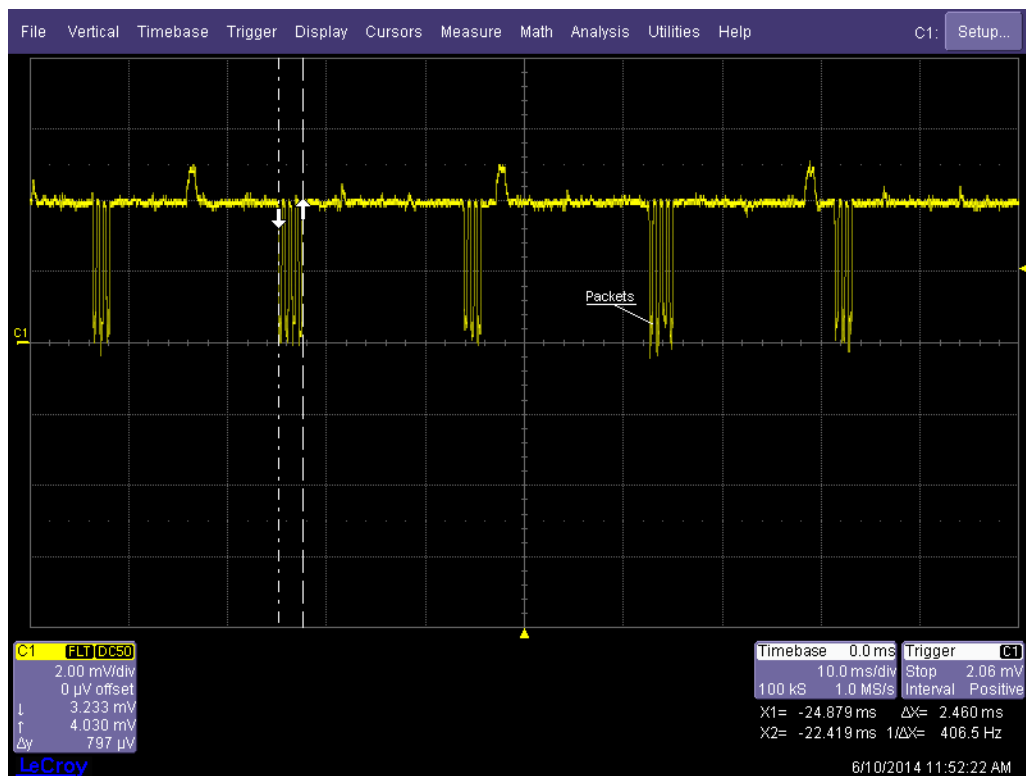 File Vertical Timebase Trigger Display Cursors Measure Math Analysis Utilities Help C1: Setup...
Packets
C1
C1 FLT DC50
2.00 mV/div
0 µV offset
↓ 3.233 mV
↑ 4.030 mV
Δy 797 µV
Timebase 0.0 ms
10.0 ms/div
100 kS 1.0 MS/s
Trigger C1
Stop 2.06 mV
Interval Positive
X1= -24.879 ms ΔX= 2.460 ms
X2= -22.419 ms 1/ΔX= 406.5 Hz
LeCroy
6/10/2014 11:52:22 AM